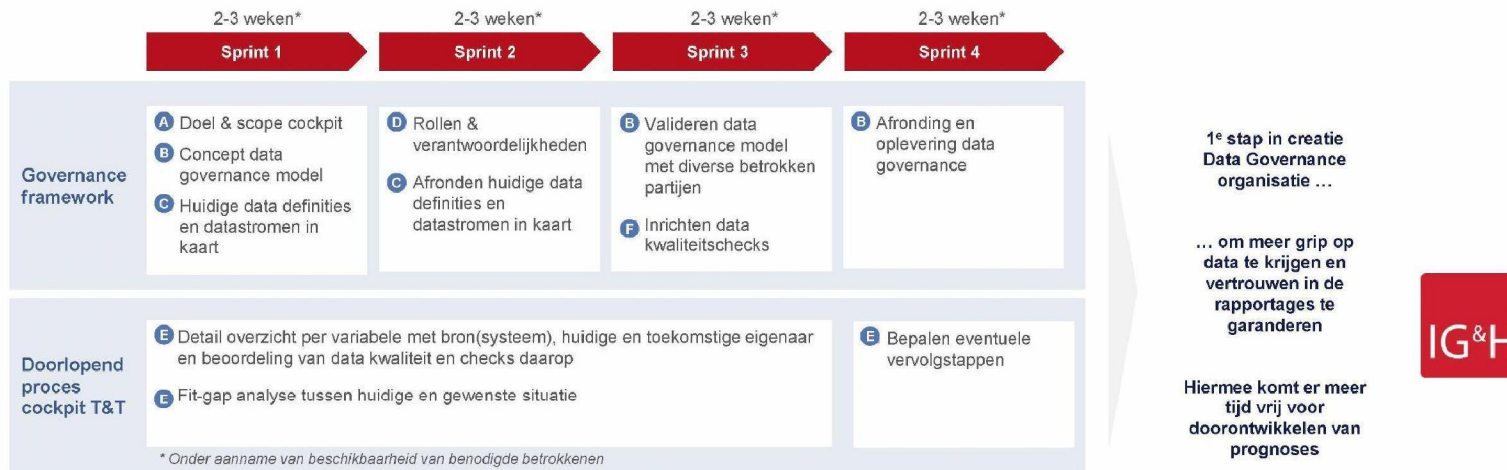 2-3 weken*
2-3 weken*
2-3 weken*
2-3 weken*
Sprint 1
Sprint 2
Sprint 3
Sprint 4
Governance
framework
A Doel & scope cockpit
B Concept data
governance model
C Huidige data definities
en datastromen in
kaart
D Rollen &
verantwoordelijkheden
C Afronden huidige data
definities en
datastromen in kaart
B Valideren data
governance model
met diverse betrokken
partijen
F Inrichten data
kwaliteitschecks
B Afronding en
oplevering data
governance
Doorlopend
proces
cockpit T&T
E Detail overzicht per variabele met bron(systeem), huidige en toekomstige eigenaar
en beoordeling van data kwaliteit en checks daarop
E Fit-gap analyse tussen huidige en gewenste situatie
E Bepalen eventuele
vervolgstappen
* Onder aanname van beschikbaarheid van benodigde betrokkenen
1e stap in creatie
Data Governance
organisatie …
… om meer grip op
data te krijgen en
vertrouwen in de
rapportages te
garanderen
Hiermee komt er meer
tijd vrij voor
doorontwikkelen van
prognoses
IG&H